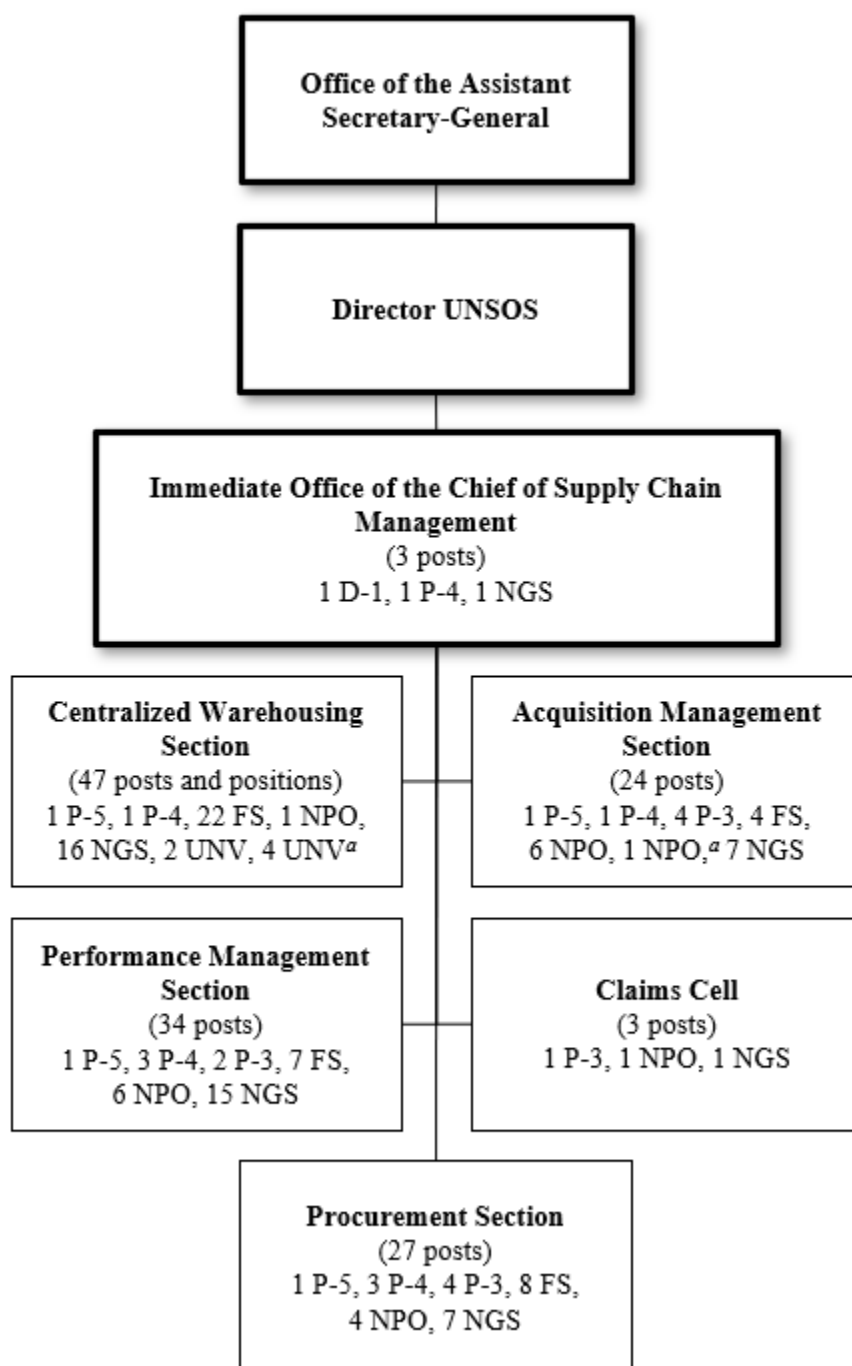 Office of the Assistant
Secretary-General
Director UNSOS
Immediate Office of the Chief of Supply Chain
Management
(3 posts)
1 D-1, 1 P-4, 1 NGS
Centralized Warehousing
Section
(47 posts and positions)
1 P-5, 1 P-4, 22 FS, 1 NPO,
16 NGS, 2 UNV, 4 UNVᵃ
Acquisition Management
Section
(24 posts)
1 P-5, 1 P-4, 4 P-3, 4 FS,
6 NPO, 1 NPO,ᵃ 7 NGS
Performance Management
Section
(34 posts)
1 P-5, 3 P-4, 2 P-3, 7 FS,
6 NPO, 15 NGS
Claims Cell
(3 posts)
1 P-3, 1 NPO, 1 NGS
Procurement Section
(27 posts)
1 P-5, 3 P-4, 4 P-3, 8 FS,
4 NPO, 7 NGS